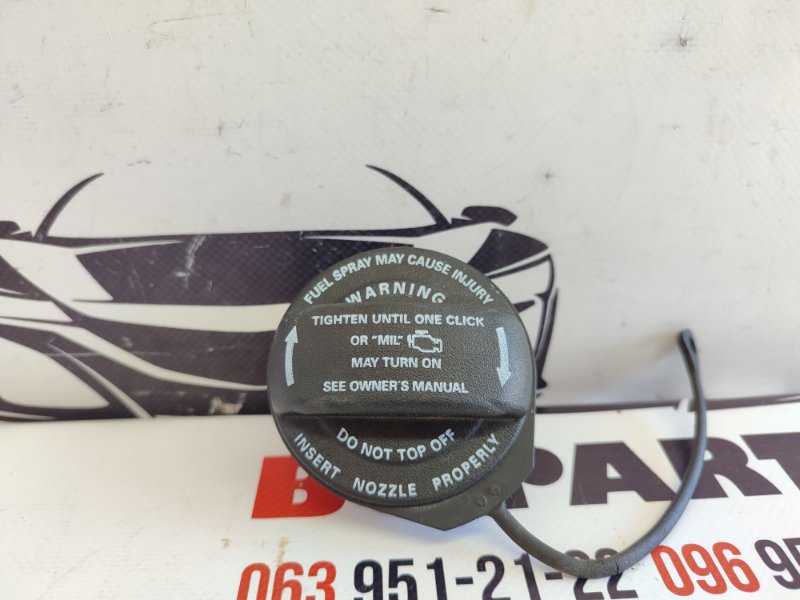 FUEL SPRAY MAY CAUSE INJURY
WARNING
TIGHTEN UNTIL ONE CLICK
OR "MIL"
MAY TURN ON
SEE OWNER'S MANUAL
DO NOT TOP OFF
INSERT NOZZLE PROPERLY
PART
063 951-21-22 096 95